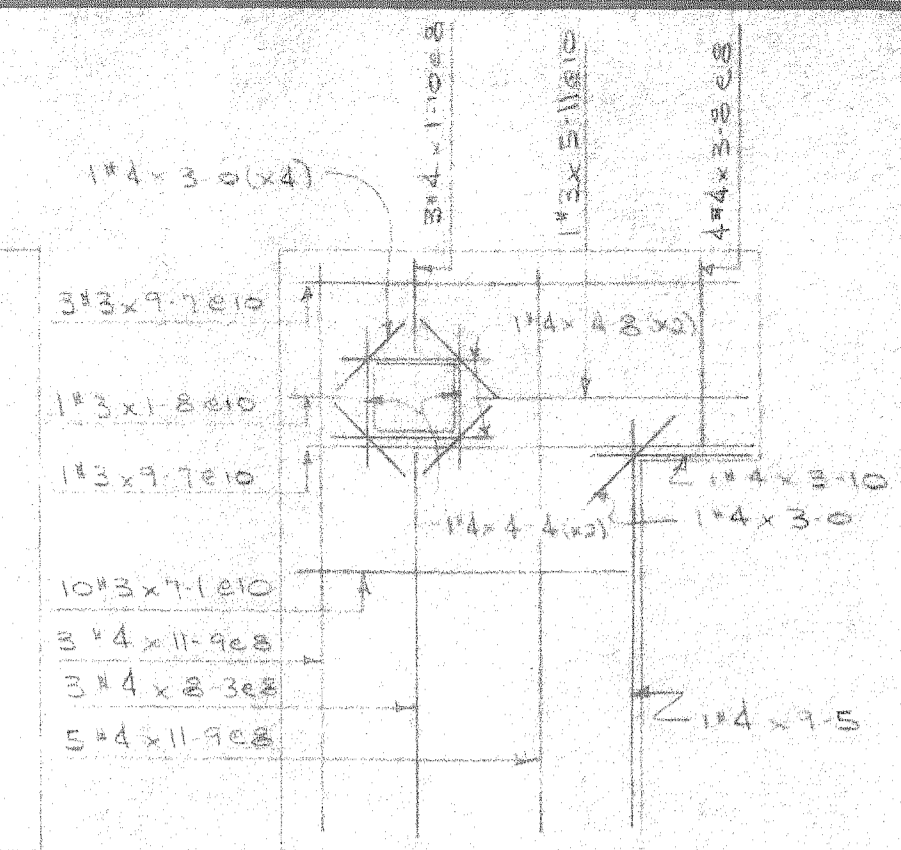 3#4 x 1-10 e 8
1#3 x 5-11 e 10
4#4 x 3-8 e 8
1#4 x 3-0 (x4)
3#3 x 9-7 e 10
1#4 x 4-8 (x2)
1#3 x 1-8 e 10
1#3 x 9-7 e 10
1#4 x 3-10
1#4 x 4-4 (x2)
1#4 x 3-0
10#3 x 7-1 e 10
3#4 x 11-9 e 8
3#4 x 8-3 e 8
1#4 x 7-5
5#4 x 11-9 e 8